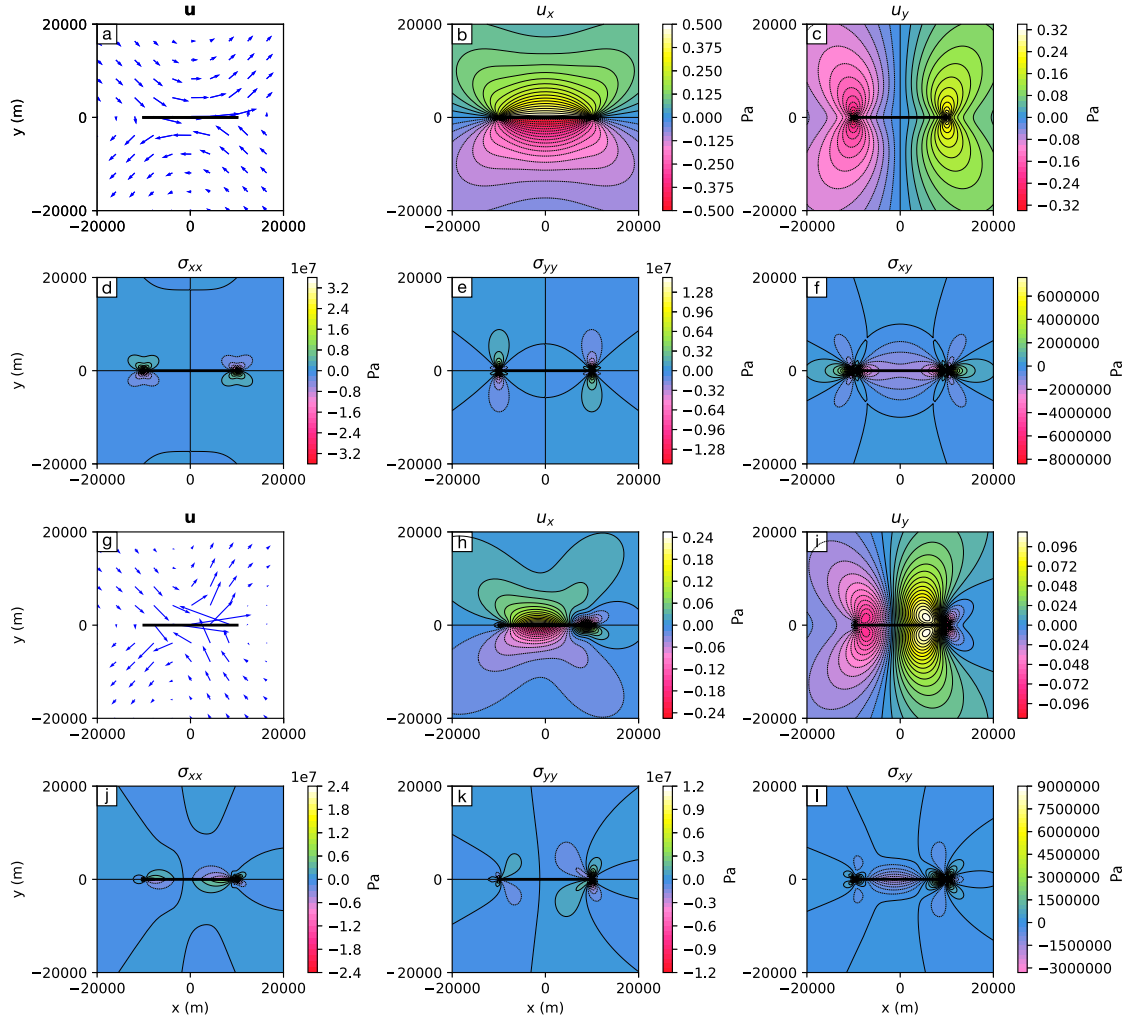 u
a
20000
0
−20000
−20000 0 20000
y (m)
u_x
b
20000
0
−20000
−20000 0 20000
0.500
0.375
0.250
0.125
0.000
−0.125
−0.250
−0.375
−0.500
Pa
u_y
c
20000
0
−20000
−20000 0 20000
0.32
0.24
0.16
0.08
0.00
−0.08
−0.16
−0.24
−0.32
σ_xx
d
20000
0
−20000
−20000 0 20000
y (m)
1e7
3.2
2.4
1.6
0.8
0.0
−0.8
−1.6
−2.4
−3.2
Pa
σ_yy
e
20000
0
−20000
−20000 0 20000
1e7
1.28
0.96
0.64
0.32
0.00
−0.32
−0.64
−0.96
−1.28
Pa
σ_xy
f
20000
0
−20000
−20000 0 20000
6000000
4000000
2000000
0
−2000000
−4000000
−6000000
−8000000
Pa
u
g
20000
0
−20000
−20000 0 20000
y (m)
u_x
h
20000
0
−20000
−20000 0 20000
0.24
0.18
0.12
0.06
0.00
−0.06
−0.12
−0.18
−0.24
Pa
u_y
i
20000
0
−20000
−20000 0 20000
0.096
0.072
0.048
0.024
0.000
−0.024
−0.048
−0.072
−0.096
σ_xx
j
20000
0
−20000
−20000 0 20000
x (m)
y (m)
1e7
2.4
1.8
1.2
0.6
0.0
−0.6
−1.2
−1.8
−2.4
Pa
σ_yy
k
20000
0
−20000
−20000 0 20000
x (m)
1e7
1.2
0.9
0.6
0.3
0.0
−0.3
−0.6
−0.9
−1.2
Pa
σ_xy
l
20000
0
−20000
−20000 0 20000
x (m)
9000000
7500000
6000000
4500000
3000000
1500000
0
−1500000
−3000000
Pa